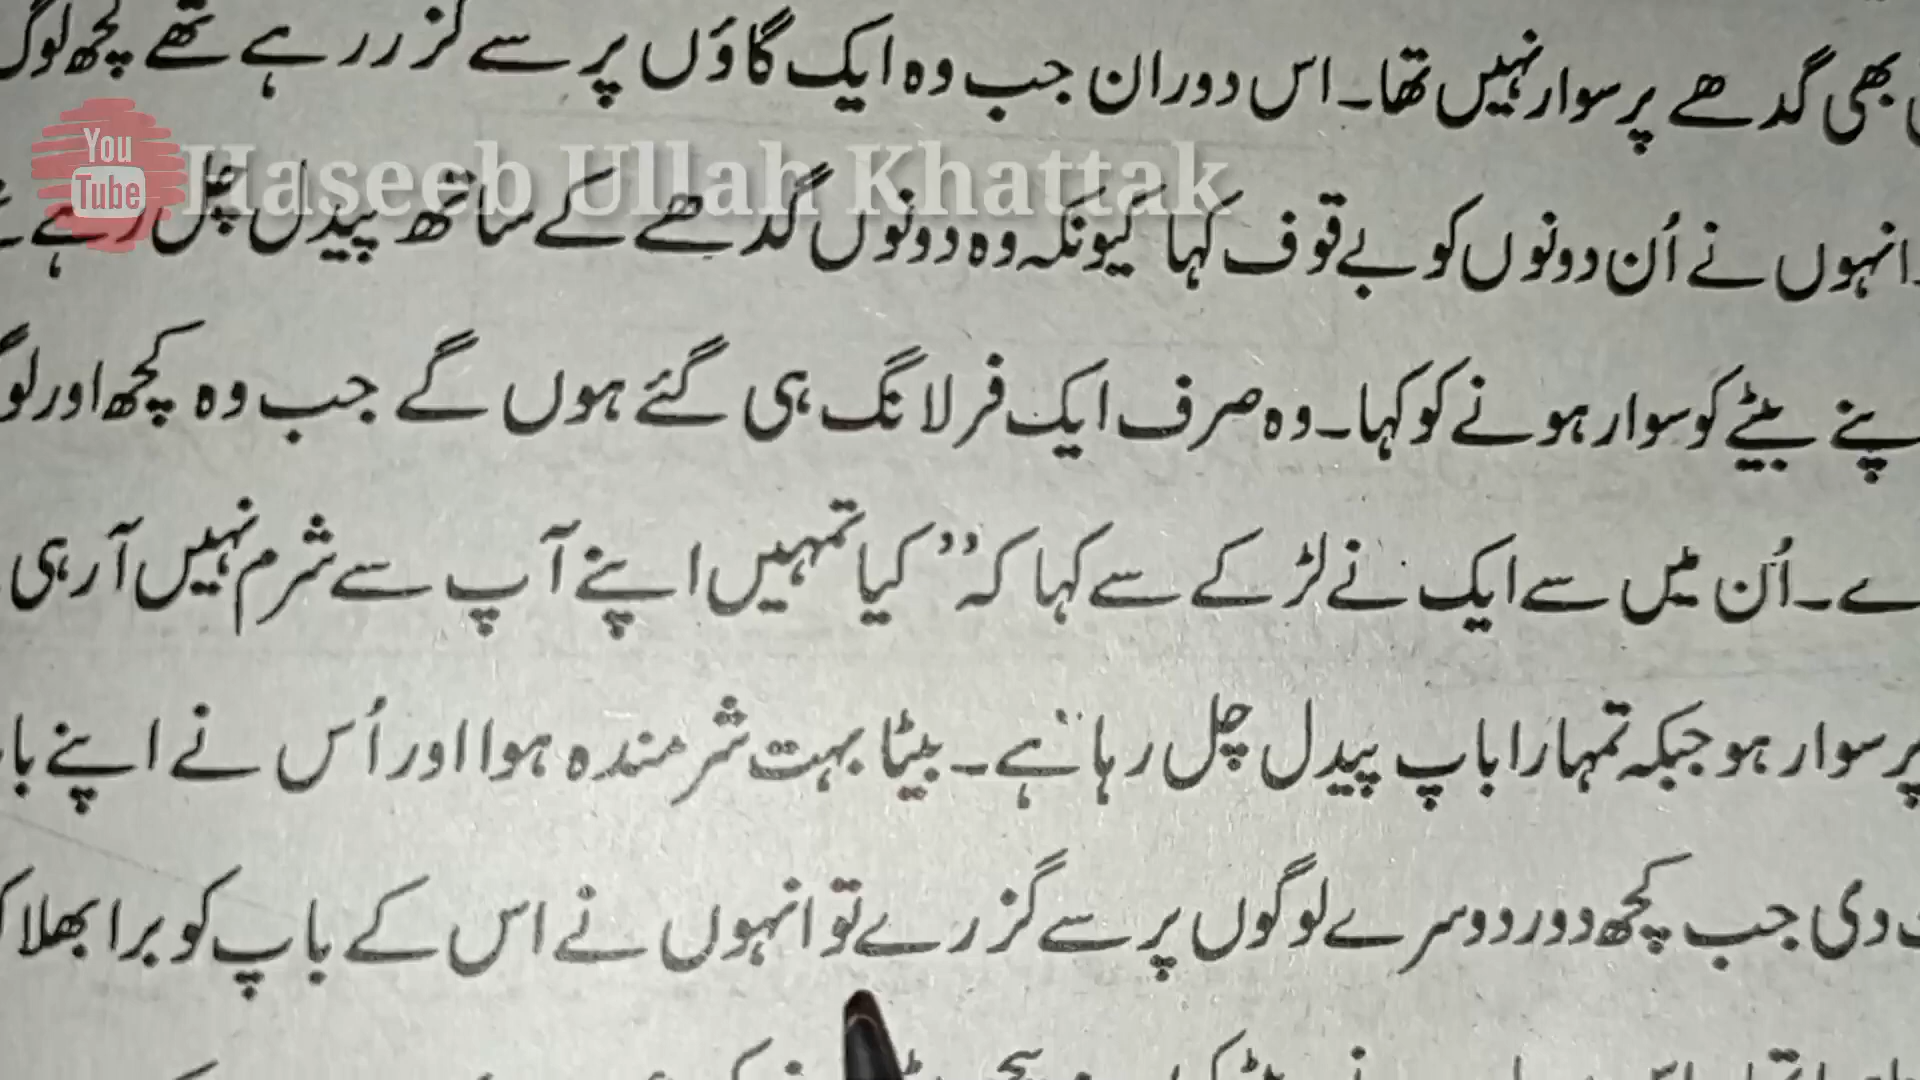 بھی گدھے پر سوار نہیں تھا۔ اس دوران جب وہ ایک گاؤں پر سے گزر رہے تھے کچھ لوگ
You Tube
Haseeb Ullah Khattak
انہوں نے اُن دونوں کو بے قوف کہا کیونکہ وہ دونوں گدھے کے ساتھ پیدل چل رہے
پنے بیٹے کو سوار ہونے کو کہا۔ وہ صرف ایک فرلانگ ہی گئے ہوں گے جب وہ کچھ اور لو
ے۔ اُن میں سے ایک نے لڑکے سے کہا کہ ’’کیا تمہیں اپنے آپ سے شرم نہیں آ رہی
پر سوار ہو جبکہ تمہارا باپ پیدل چل رہا ہے۔ بیٹا بہت شرمندہ ہوا اور اُس نے اپنے با
دی جب کچھ دور دوسرے لوگوں پر سے گزرے تو انہوں نے اس کے باپ کو برا بھلا